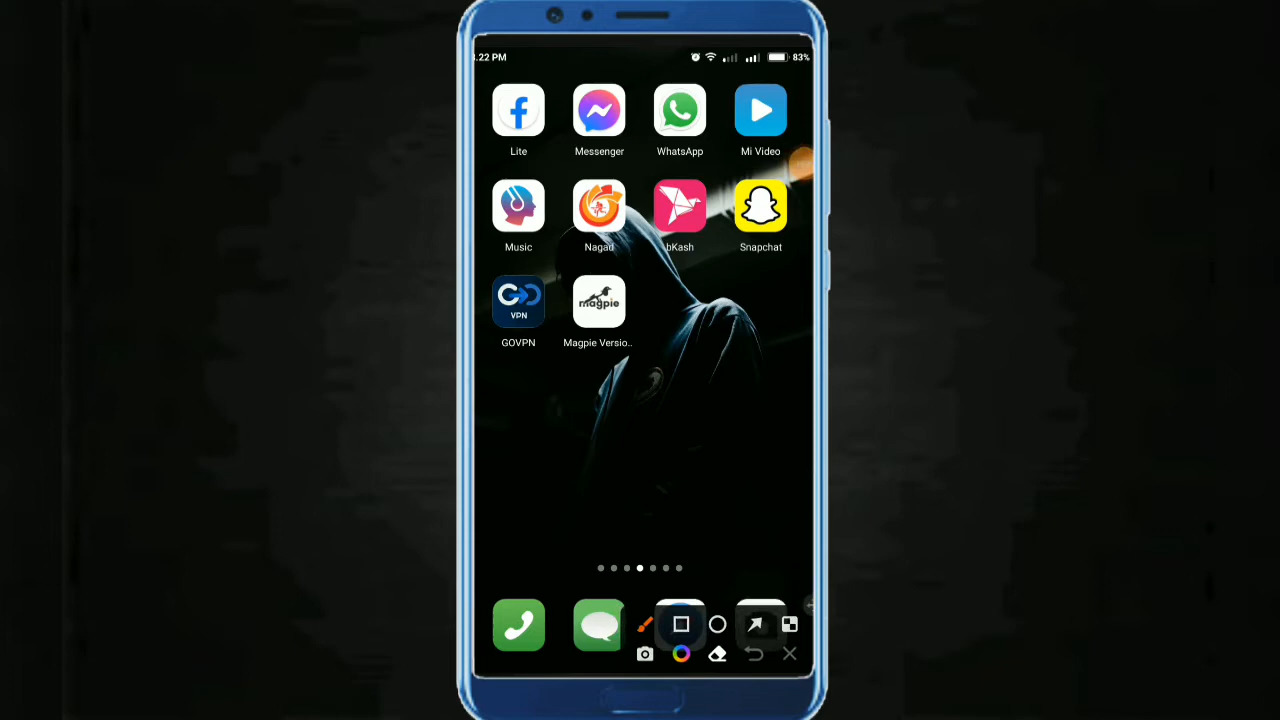 .22 PM 83%
Lite Messenger WhatsApp Mi Video
Music Nagad bKash Snapchat
VPN magpie
GOVPN Magpie Versio..